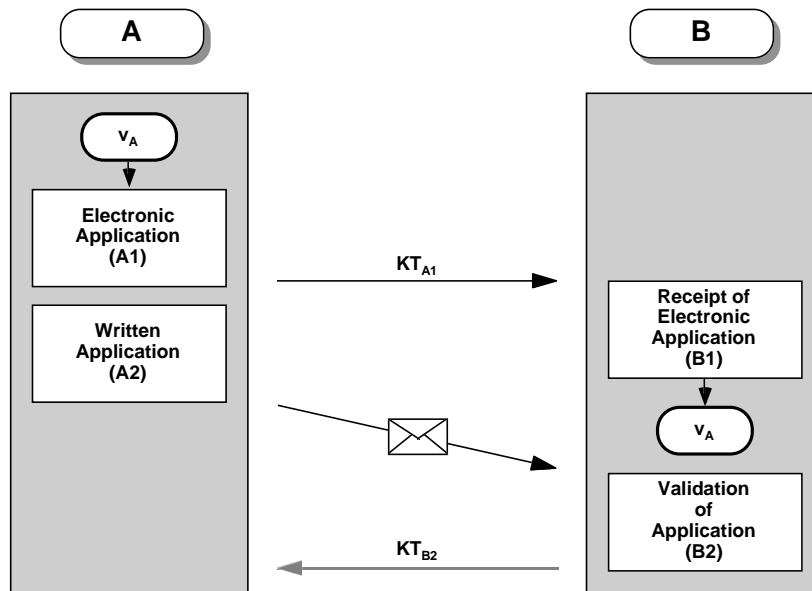 A
B
vA
Electronic
Application
(A1)
KTA1
Written
Application
(A2)
Receipt of
Electronic
Application
(B1)
vA
Validation
of
Application
(B2)
KTB2